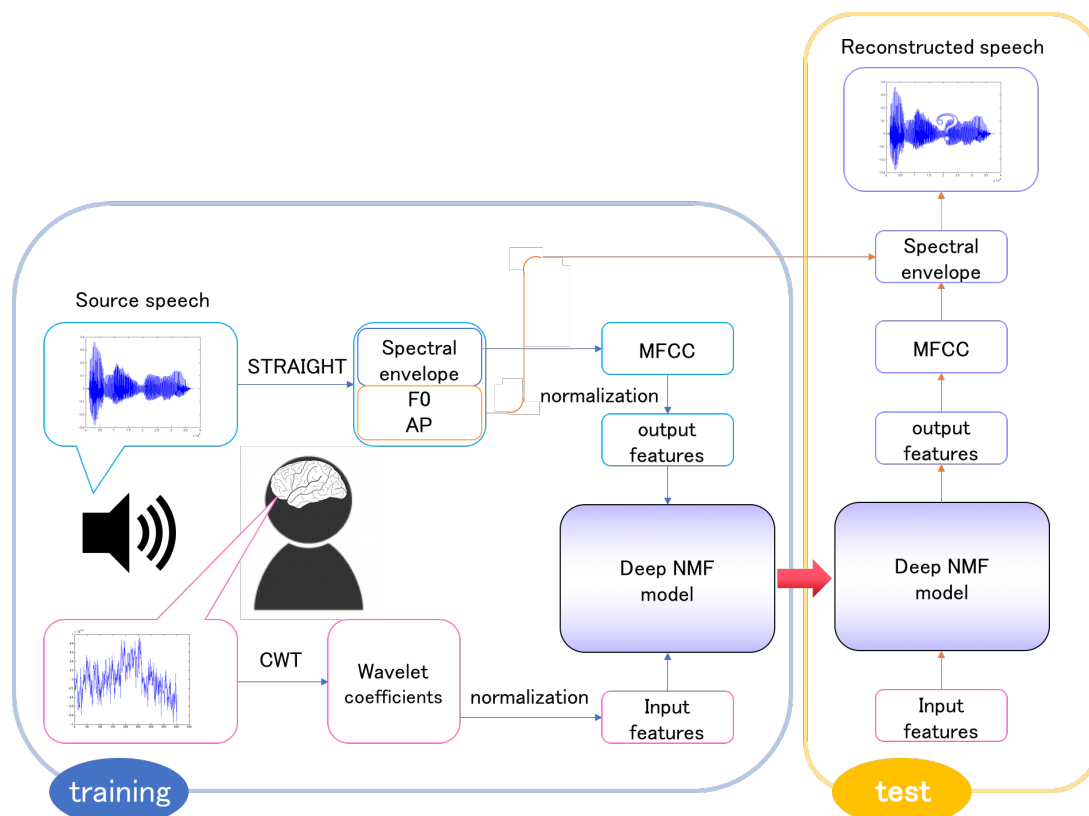 Reconstructed speech
?
Spectral
envelope
MFCC
output
features
Deep NMF
model
Input
features
test
Source speech
STRAIGHT
Spectral
envelope
F0
AP
MFCC
normalization
output
features
Deep NMF
model
CWT
Wavelet
coefficients
normalization
Input
features
training